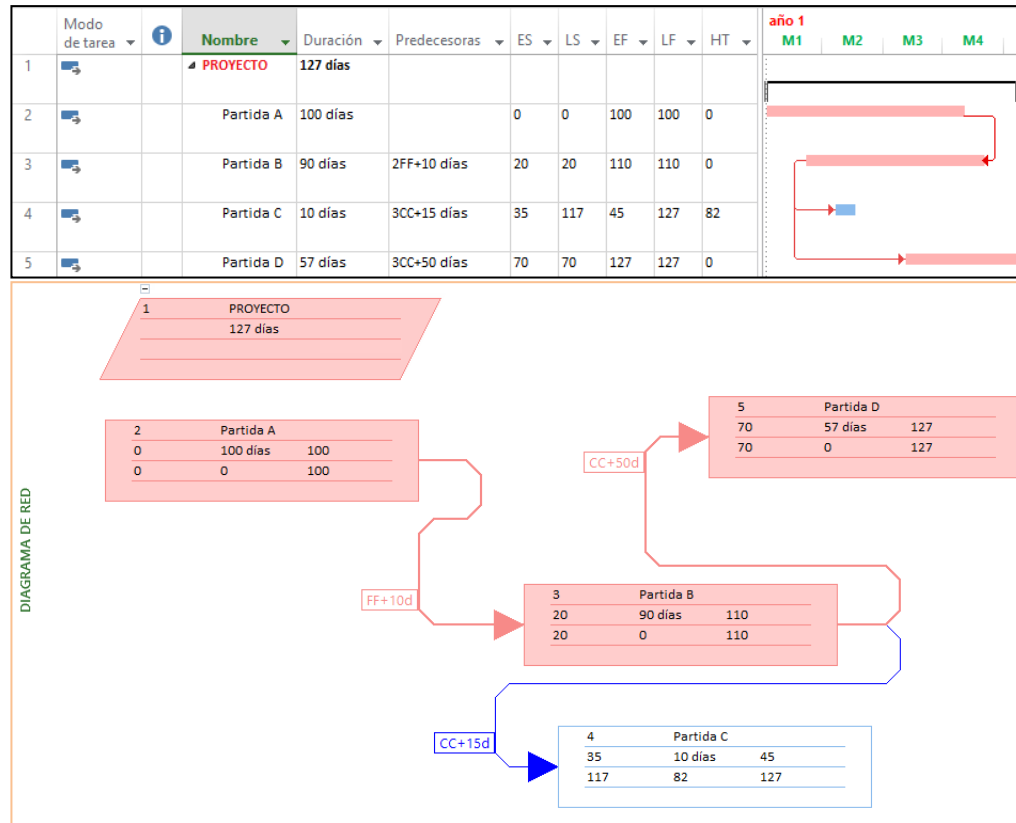 Modo de tarea Nombre Duración Predecesoras ES LS EF LF HT
año 1
M1 M2 M3 M4
1 PROYECTO 127 días
2 Partida A 100 días 0 0 100 100 0
3 Partida B 90 días 2FF+10 días 20 20 110 110 0
4 Partida C 10 días 3CC+15 días 35 117 45 127 82
5 Partida D 57 días 3CC+50 días 70 70 127 127 0
DIAGRAMA DE RED
1 PROYECTO
127 días
2 Partida A
0 100 días 100
0 0 100
5 Partida D
70 57 días 127
70 0 127
CC+50d
FF+10d
3 Partida B
20 90 días 110
20 0 110
CC+15d
4 Partida C
35 10 días 45
117 82 127